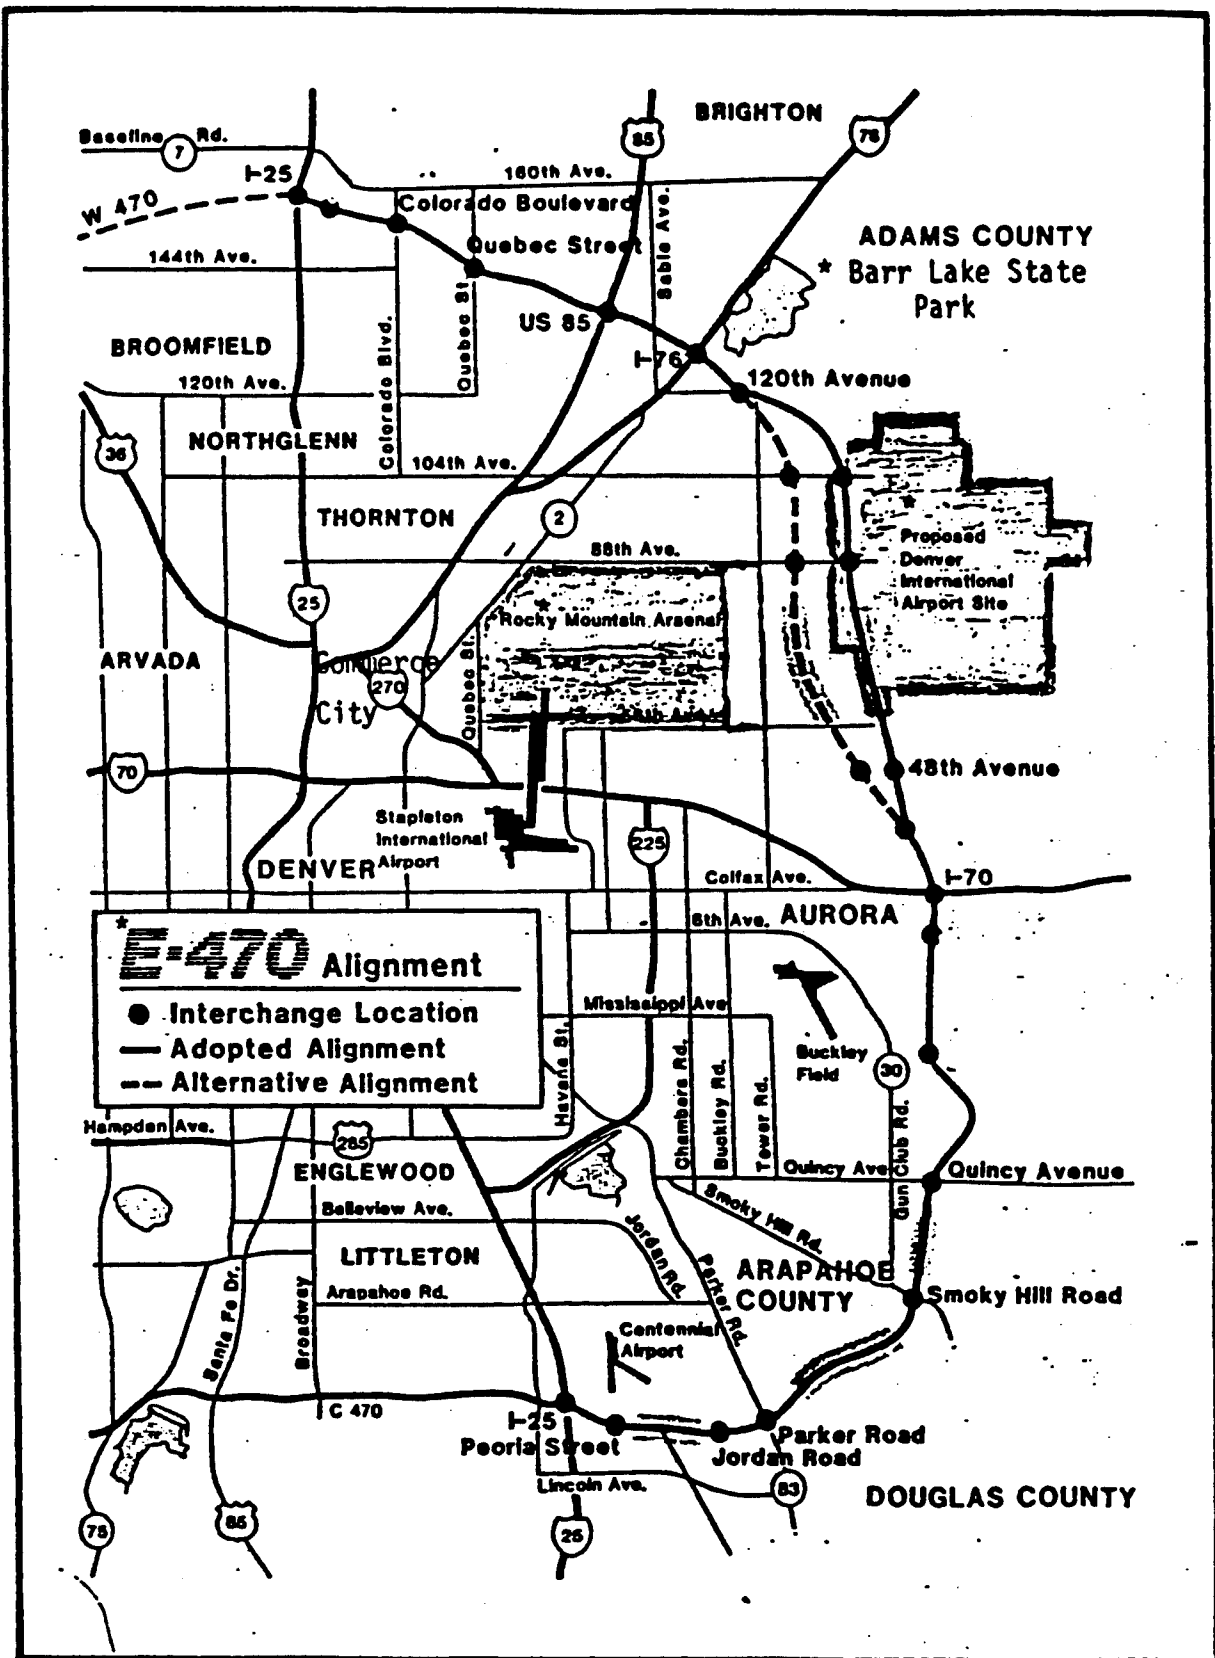 BRIGHTON
85
76
Baseline Rd.
7
I-25
160th Ave.
W 470
Colorado Boulevard
Sable Ave.
ADAMS COUNTY
* Barr Lake State
Park
144th Ave.
Quebec Street
Quebec St.
US 85
Colorado Blvd.
BROOMFIELD
I-76
120th Ave.
120th Avenue
36
NORTHGLENN
104th Ave.
THORNTON
2
*
Proposed
Denver
International
Airport Site
88th Ave.
25
*
Rocky Mountain Arsenal
ARVADA
Commerce
City
270
Quebec St.
56th Ave.
70
48th Avenue
Stapleton
International
Airport
225
DENVER
Colfax Ave.
I-70
6th Ave.
AURORA
*
E-470 Alignment
Interchange Location
Adopted Alignment
Alternative Alignment
Mississippi Ave
Havana St.
Chambers Rd.
Buckley Rd.
Tower Rd.
Buckley
Field
30
Gun Club Rd.
Hampden Ave.
285
ENGLEWOOD
Quincy Ave
Quincy Avenue
Belleview Ave.
Smoky Hill Rd.
Jordan Rd.
Parker Rd.
LITTLETON
ARAPAHOE
COUNTY
Arapahoe Rd.
Smoky Hill Road
Santa Fe Dr.
Broadway
Centennial
Airport
C 470
I-25
Peoria Street
Parker Road
Jordan Road
Lincoln Ave.
83
DOUGLAS COUNTY
75
85
25